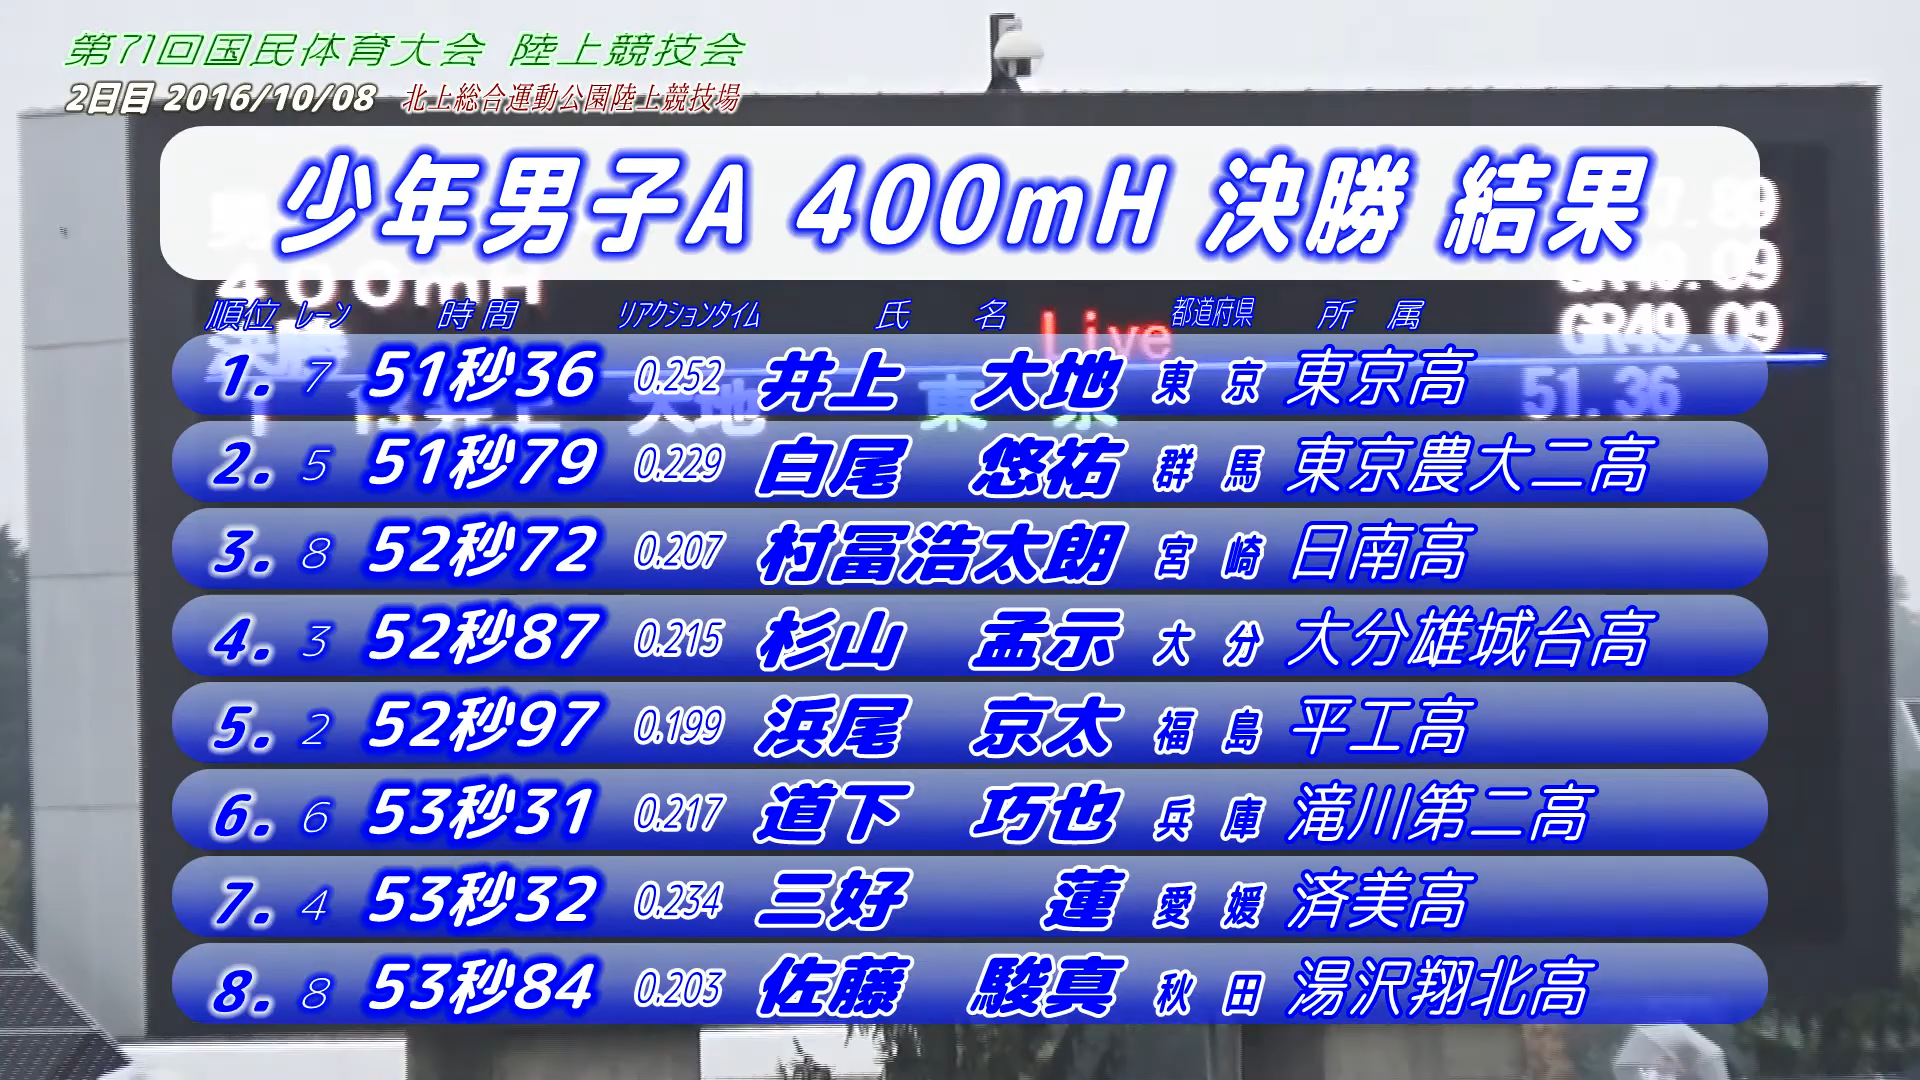 第71回国民体育大会 陸上競技会
2日目 2016/10/08 北上総合運動公園陸上競技場
少年男子A 400mH 決勝 結果
400mH
49.09
順位 レーン 時間 リアクションタイム 氏 名 都道府県 所属
Live
GR49.09
決勝
1. 7 51秒36 0.252 井上 大地 東京 東京高
51.36
2. 5 51秒79 0.229 白尾 悠祐 群馬 東京農大二高
3. 8 52秒72 0.207 村冨浩太朗 宮崎 日南高
4. 3 52秒87 0.215 杉山 孟示 大分 大分雄城台高
5. 2 52秒97 0.199 浜尾 京太 福島 平工高
6. 6 53秒31 0.217 道下 巧也 兵庫 滝川第二高
7. 4 53秒32 0.234 三好 蓮 愛媛 済美高
8. 8 53秒84 0.203 佐藤 駿真 秋田 湯沢翔北高